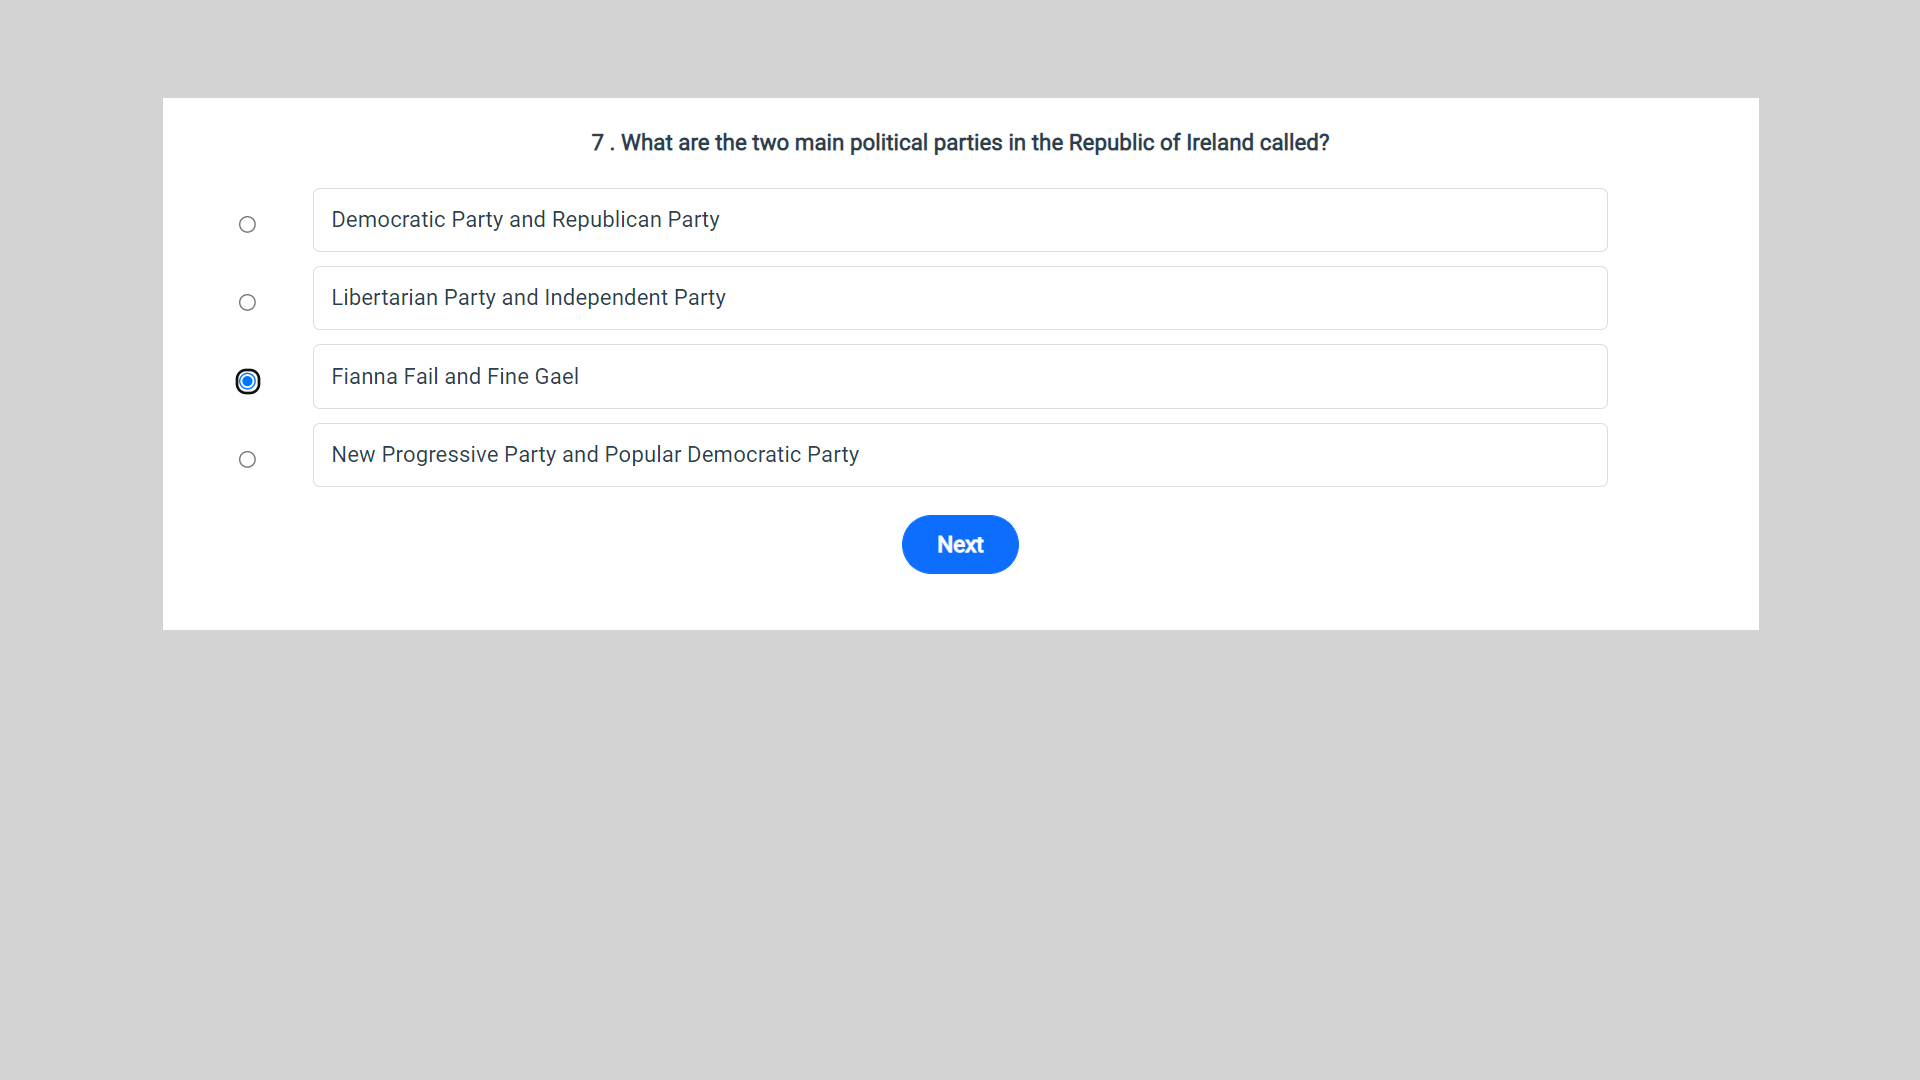 7 . What are the two main political parties in the Republic of Ireland called?
Democratic Party and Republican Party
Libertarian Party and Independent Party
Fianna Fail and Fine Gael
New Progressive Party and Popular Democratic Party
Next